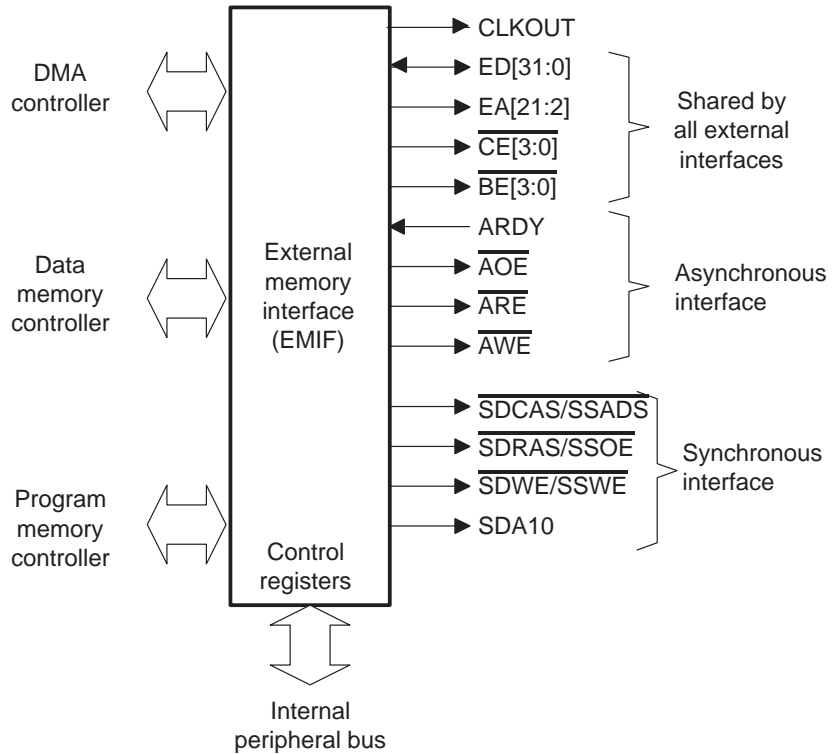 DMA
controller
Data
memory
controller
Program
memory
controller
External
memory
interface
(EMIF)
Control
registers
Internal
peripheral bus
CLKOUT
ED[31:0]
EA[21:2]
CE[3:0]
BE[3:0]
ARDY
AOE
ARE
AWE
SDCAS/SSADS
SDRAS/SSOE
SDWE/SSWE
SDA10
Shared by
all external
interfaces
Asynchronous
interface
Synchronous
interface